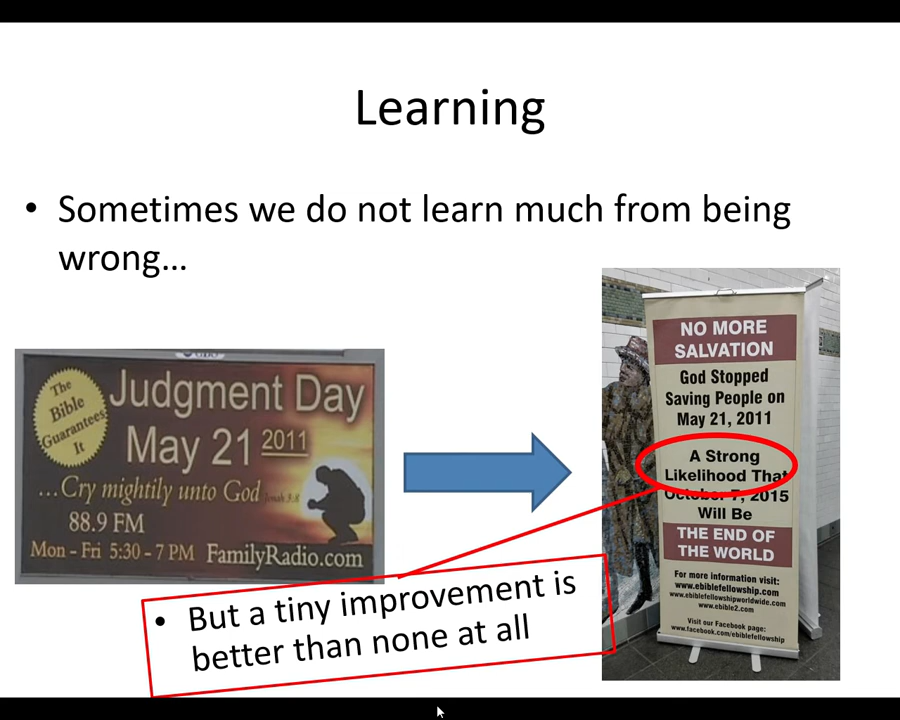 Learning
• Sometimes we do not learn much from being
wrong...
The
Bible
Guarantees
It
Judgment Day
May 21 2011
...Cry mightily unto God Jonah 3:8
88.9 FM
Mon - Fri 5:30 - 7 PM FamilyRadio.com
NO MORE
SALVATION
God Stopped
Saving People on
May 21, 2011
A Strong
Likelihood That
October 7, 2015
Will Be
THE END OF
THE WORLD
For more information visit:
www.ebiblefellowship.com
www.ebiblefellowshipworldwide.com
www.ebible2.com
Visit our Facebook page:
www.facebook.com/ebiblefellowship
• But a tiny improvement is
better than none at all